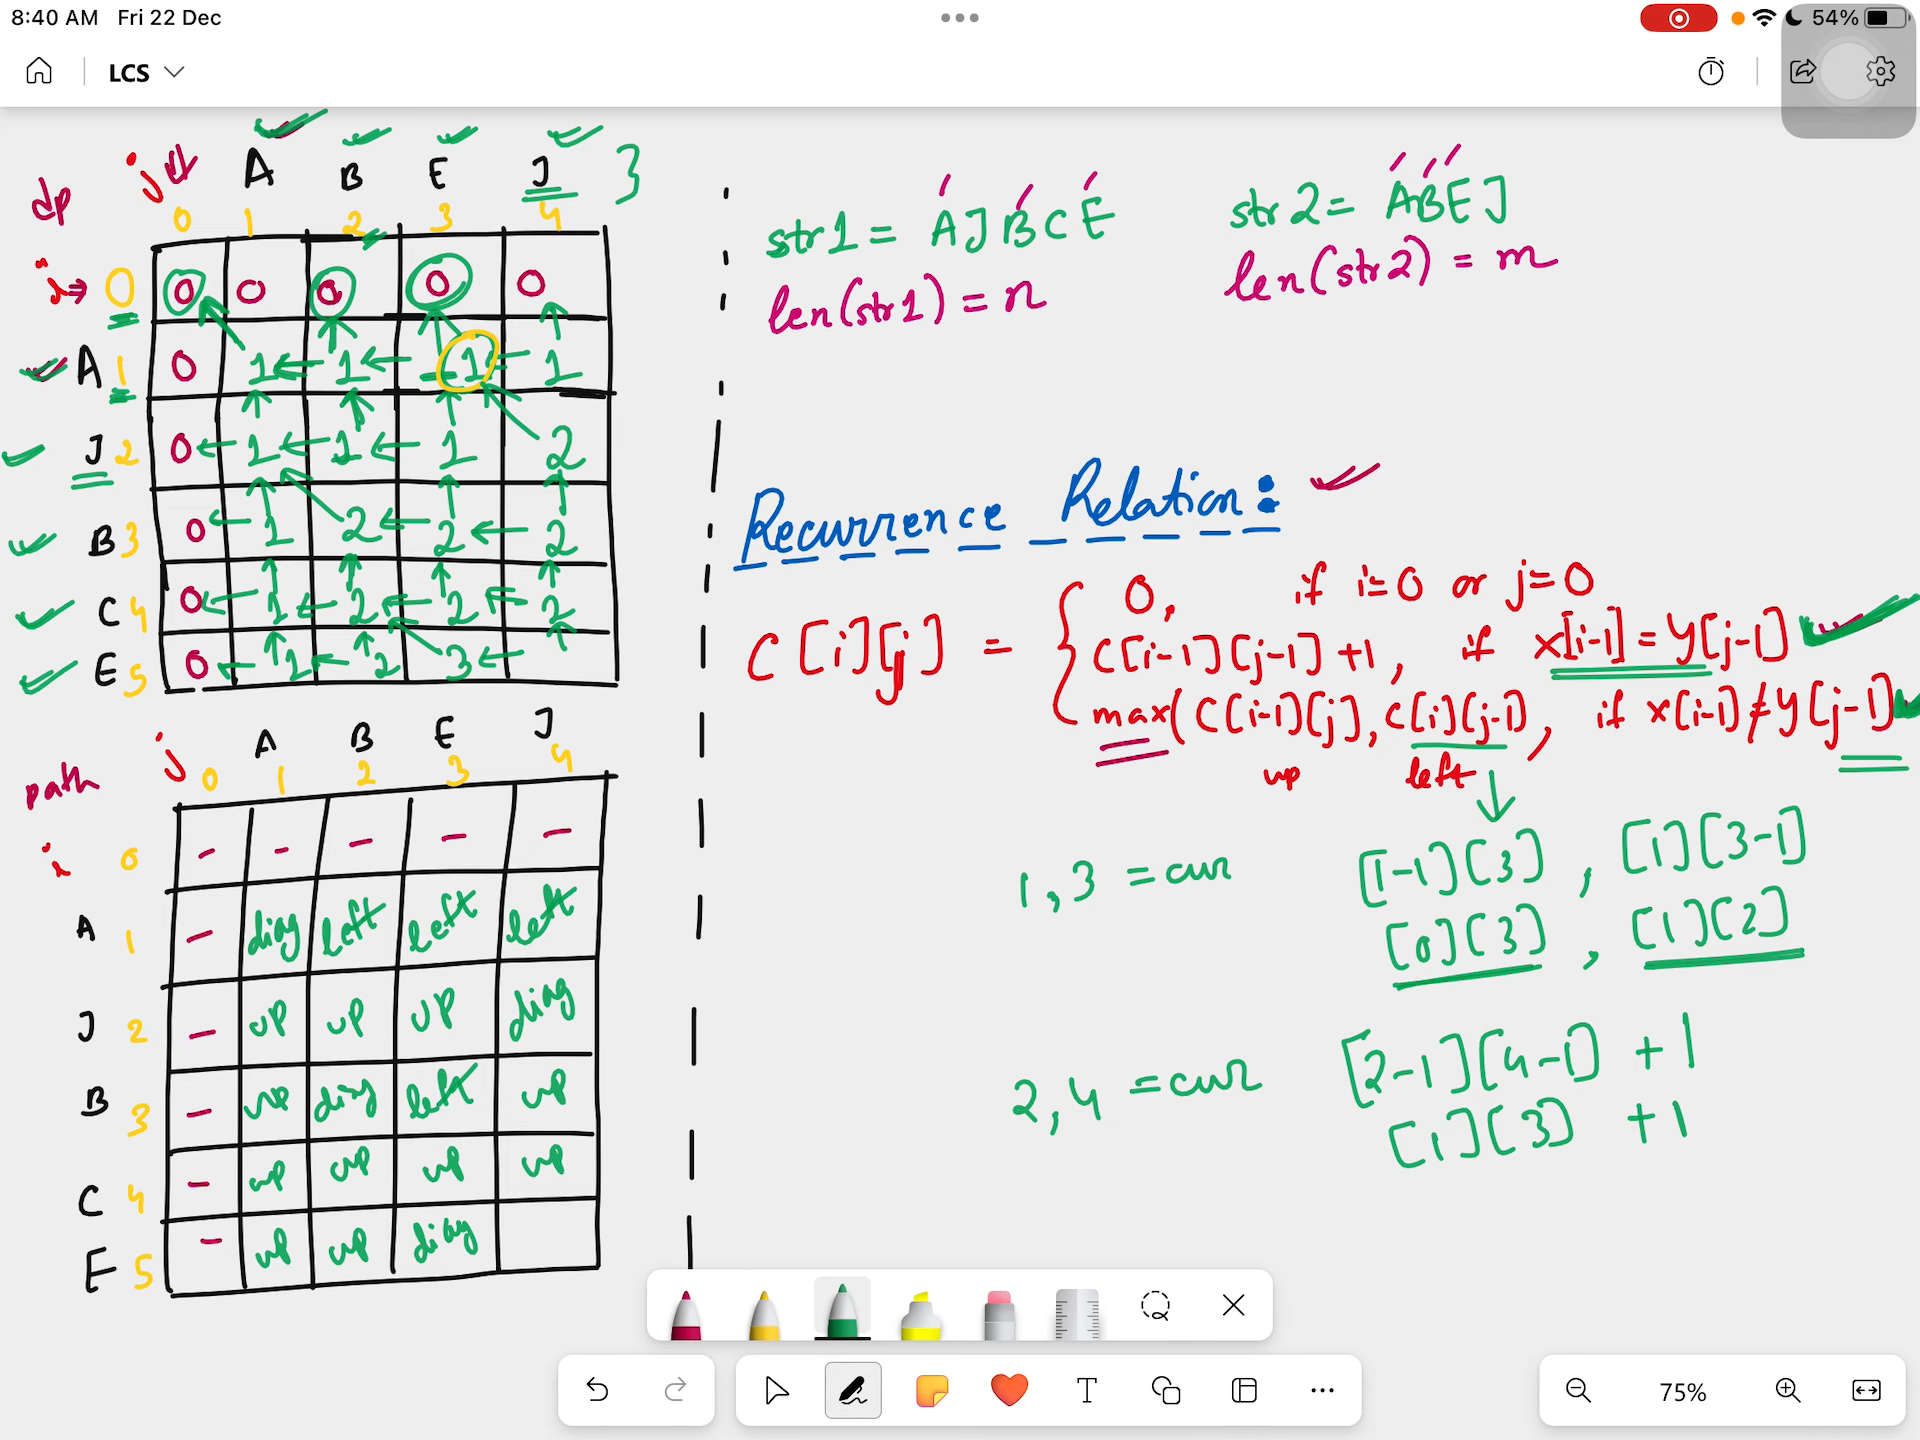 8:40 AM Fri 22 Dec
54%
LCS
dp j A B E J }
0 1 2 3 4
i⇒ 0 0 0 0 0 0
A 1 0 1 1 1 1
J 2 0 1 1 1 2
B 3 0 1 2 2 2
C 4 0 1 2 2 2
E 5 0 1 2 3
path j A B E J
0 1 2 3 4
i 0 - - - - -
A 1 - diag left left left
J 2 - up up up diag
B 3 - up diag left up
C 4 - up up up up
E 5 - up up diag
str1 = AJBCE
len(str1) = n
str2 = ABEJ
len(str2) = m
Recurrence Relation:
C[i][j] = { 0, if i=0 or j=0
C[i-1][j-1] +1, if x[i-1] = y[j-1]
max(C[i-1][j], C[i][j-1], if x[i-1] ≠ y[j-1]
up left
1,3 = cur [1-1][3] , [1][3-1]
[0][3] , [1][2]
2,4 = cur [2-1][4-1] + 1
[1][3] + 1
75%